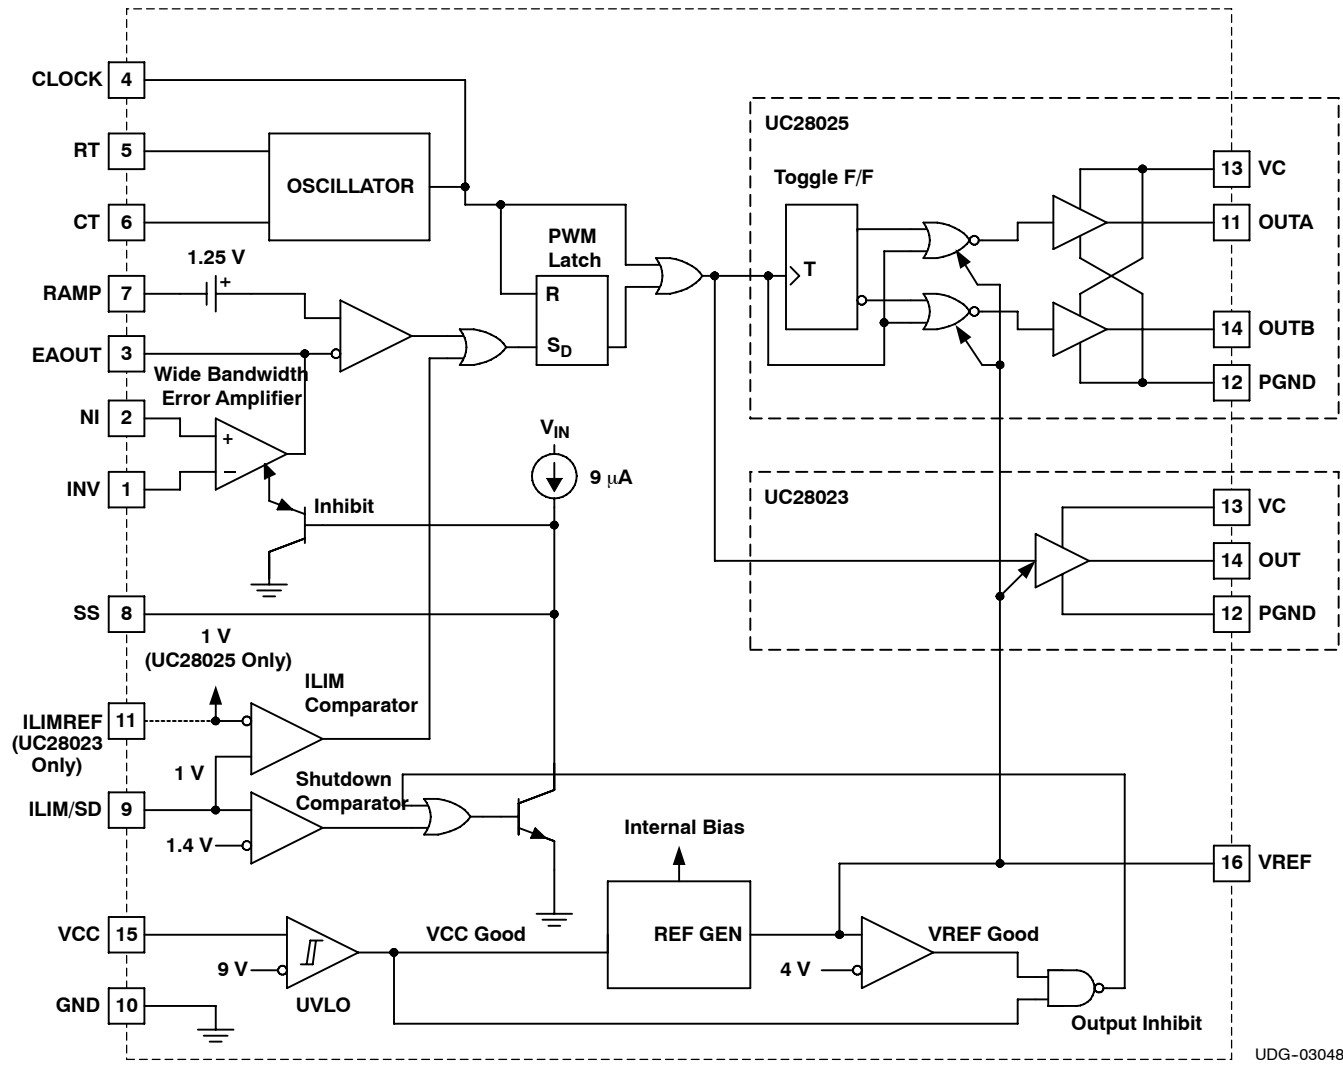 CLOCK 4
RT 5
CT 6
OSCILLATOR
1.25 V
+
RAMP 7
EAOUT 3
Wide Bandwidth
Error Amplifier
NI 2
+
−
INV 1
Inhibit
PWM
Latch
R
SD
VIN
9 μA
SS 8
1 V
(UC28025 Only)
ILIM
Comparator
ILIMREF 11
(UC28023
Only)
1 V
Shutdown
Comparator
ILIM/SD 9
1.4 V
Internal Bias
VCC 15
9 V
UVLO
VCC Good
REF GEN
4 V
VREF Good
GND 10
Output Inhibit
UC28025
Toggle F/F
T
13 VC
11 OUTA
14 OUTB
12 PGND
UC28023
13 VC
14 OUT
12 PGND
16 VREF
UDG-03048